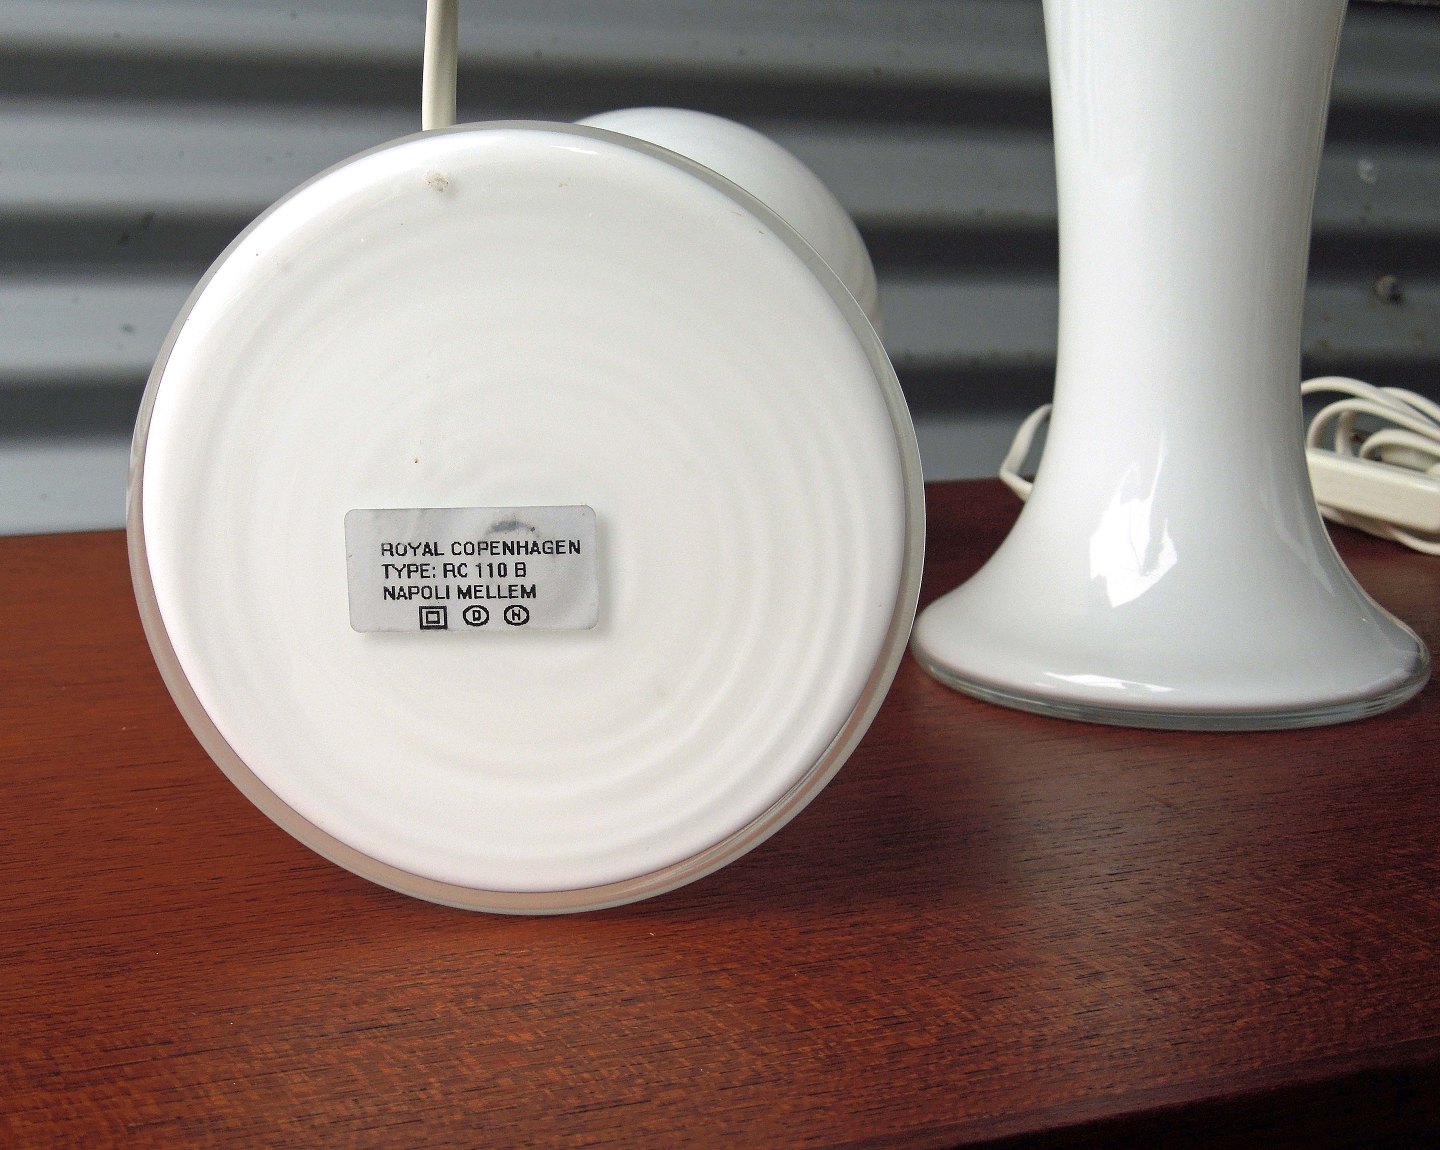 ROYAL COPENHAGEN
TYPE: RC 110 B
NAPOLI MELLEM
D N